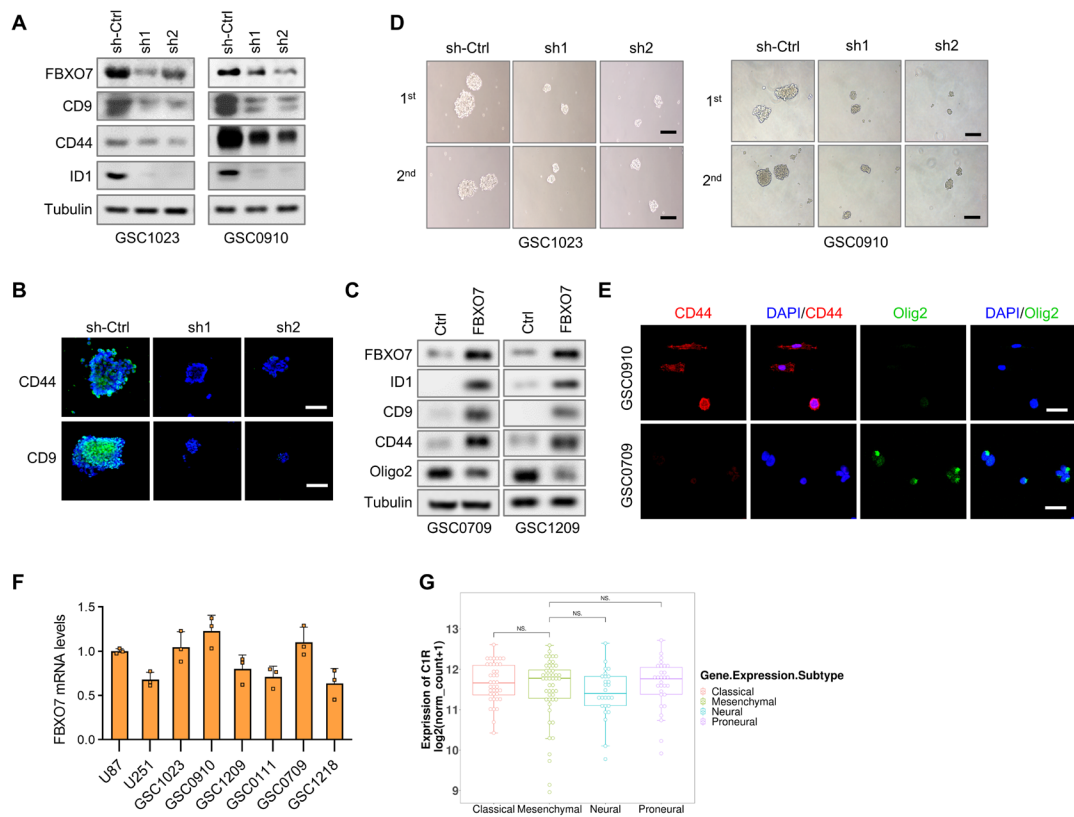 A
sh-Ctrl
sh1
sh2
sh-Ctrl
sh1
sh2
FBXO7
CD9
CD44
ID1
Tubulin
GSC1023
GSC0910
D
sh-Ctrl
sh1
sh2
sh-Ctrl
sh1
sh2
1st
2nd
1st
2nd
GSC1023
GSC0910
B
sh-Ctrl
sh1
sh2
CD44
CD9
C
Ctrl
FBXO7
Ctrl
FBXO7
FBXO7
ID1
CD9
CD44
Oligo2
Tubulin
GSC0709
GSC1209
E
CD44
DAPI/CD44
Olig2
DAPI/Olig2
GSC0910
GSC0709
F
FBXO7 mRNA levels
1.5
1.0
0.5
0.0
U87
U251
GSC1023
GSC0910
GSC1209
GSC0111
GSC0709
GSC1218
G
Exprission of C1R
log2(norm_count+1)
13
12
11
10
9
NS.
NS.
NS.
Classical
Mesenchymal
Neural
Proneural
Gene.Expression.Subtype
Classical
Mesenchymal
Neural
Proneural